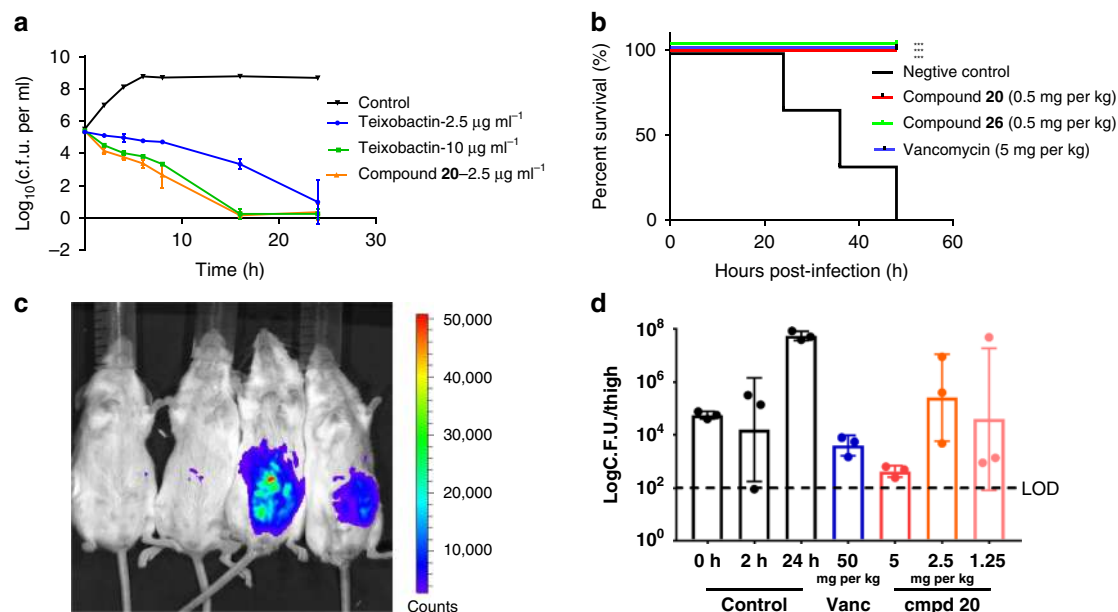 a
Log10(c.f.u. per ml)
10
8
6
4
2
0
−2
10
20
30
Time (h)
Control
Teixobactin-2.5 μg ml−1
Teixobactin-10 μg ml−1
Compound 20–2.5 μg ml−1
b
Percent survival (%)
100
50
0
0
20
40
60
Hours post-infection (h)
Negtive control
Compound 20 (0.5 mg per kg)
Compound 26 (0.5 mg per kg)
Vancomycin (5 mg per kg)
c
50,000
40,000
30,000
20,000
10,000
Counts
d
LogC.F.U./thigh
10^8
10^6
10^4
10^2
10^0
LOD
0 h 2 h 24 h 50 5 2.5 1.25
mg per kg mg per kg
Control Vanc cmpd 20